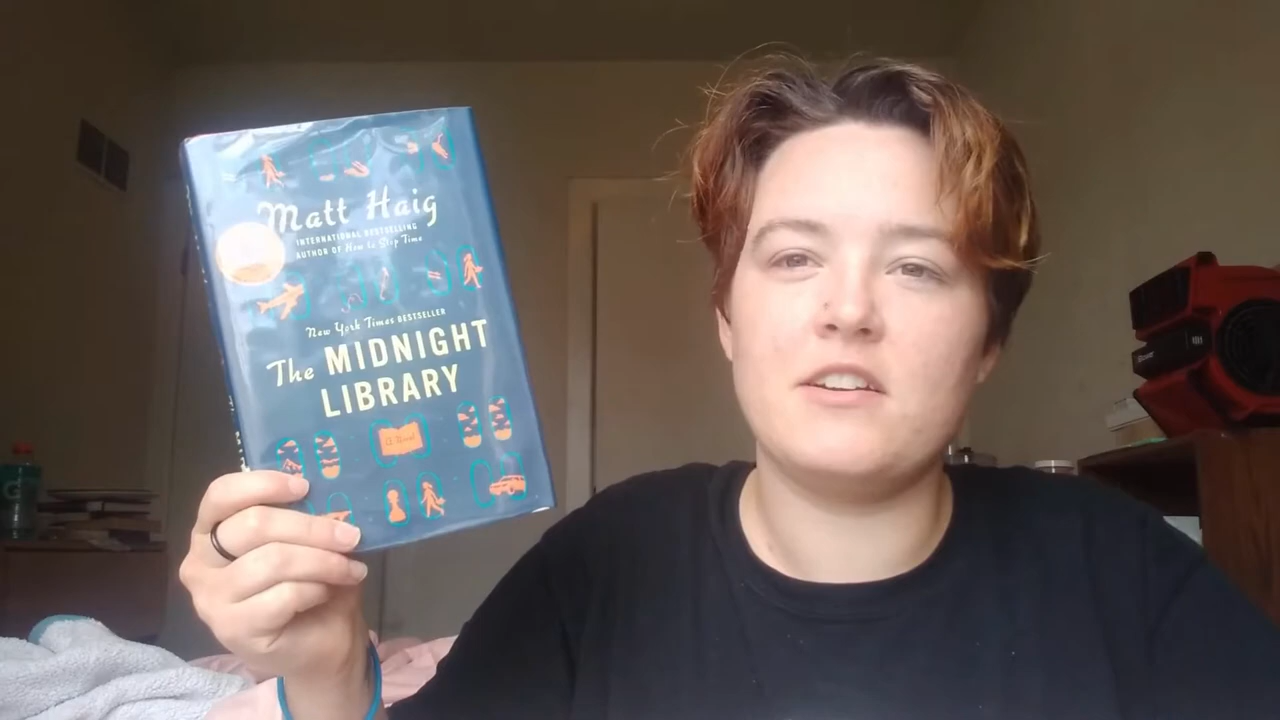 Matt Haig
INTERNATIONAL BESTSELLING
AUTHOR OF How to Stop Time
New York Times BESTSELLER
The MIDNIGHT
LIBRARY
A Novel